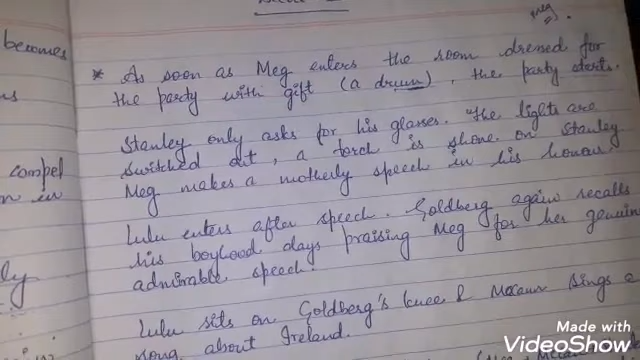 Meg
becomes
compel
* As soon as Meg enters the room dressed for
the party with gift (a drum), the party starts.
Stanley only asks for his glasses. The lights are
switched out, a torch is shone on Stanley
Meg makes a motherly speech in his honour.
Lulu enters after speech. Goldberg again recalls
his boyhood days praising Meg for her genuine
admirable speech.
Lulu sits on Goldberg's knee & McCann sings a
song about Ireland.
Made with
VideoShow